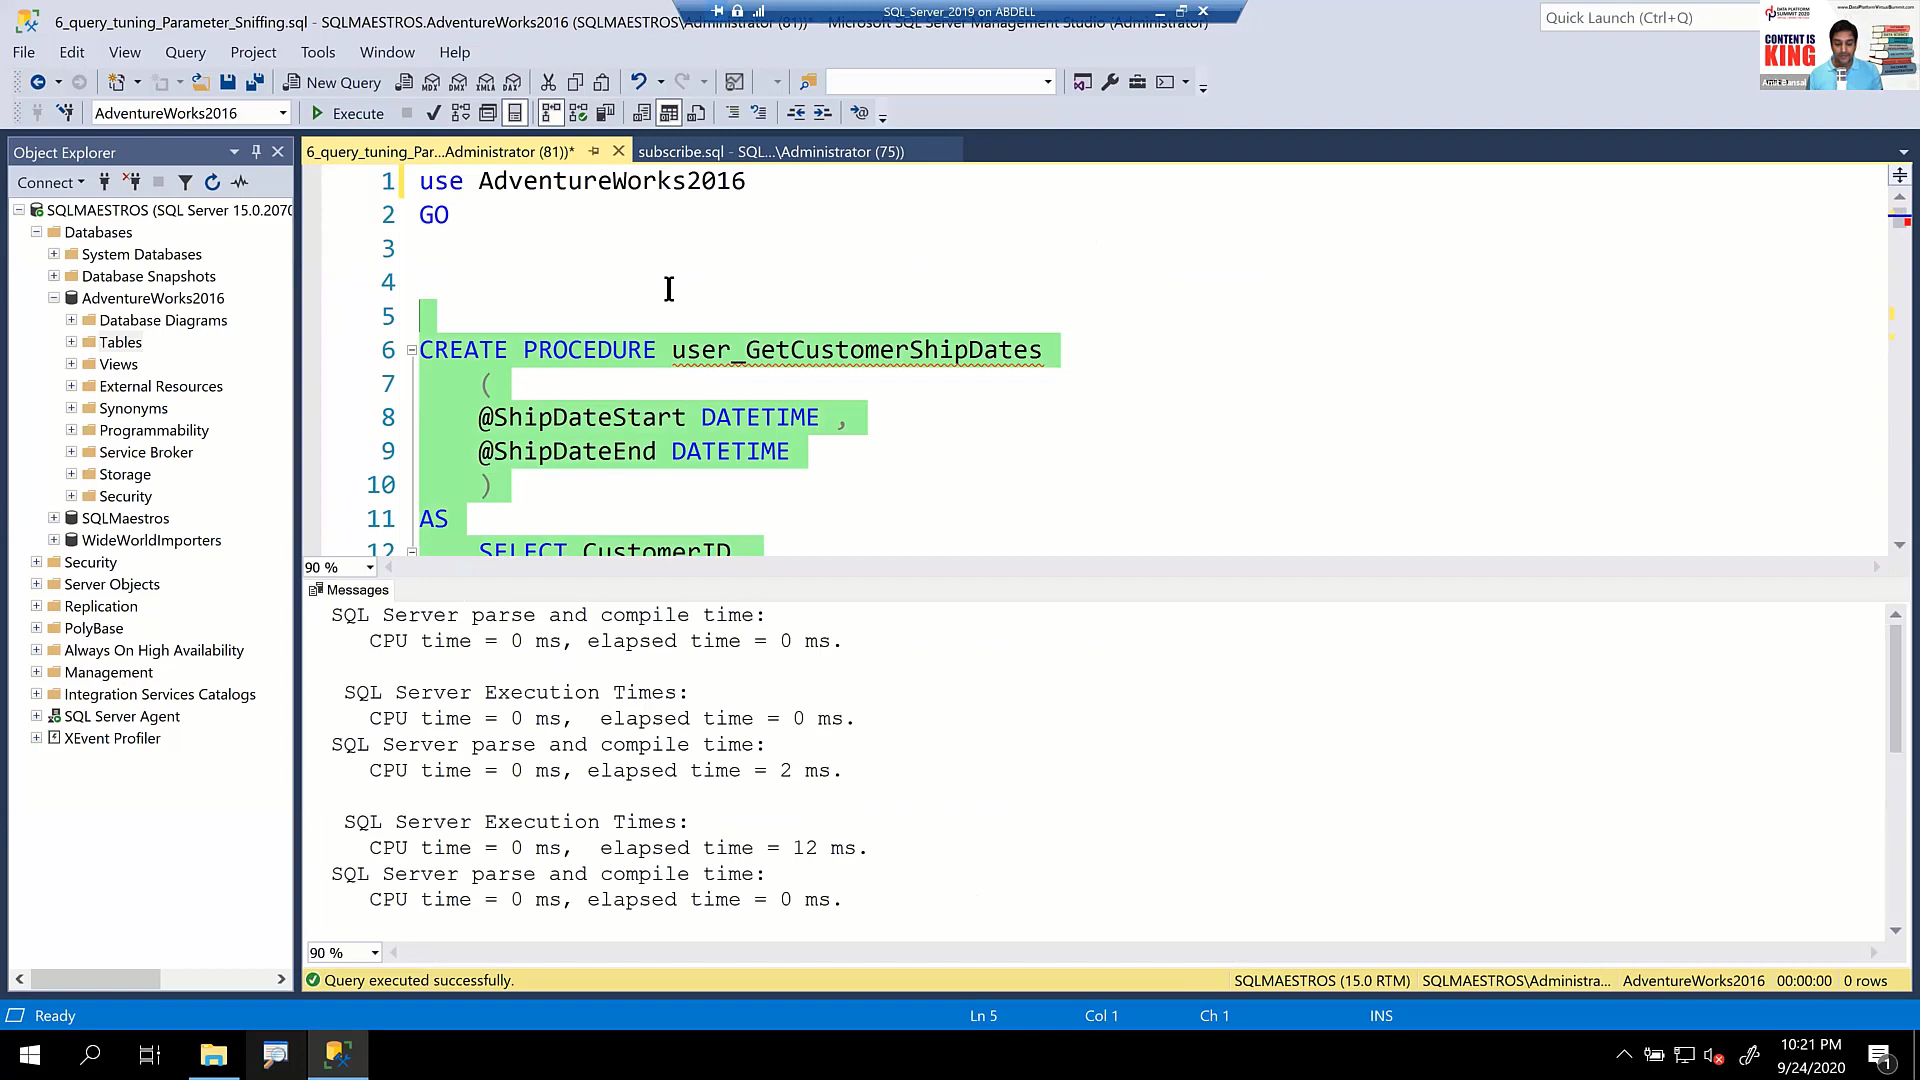 6_query_tuning_Parameter_Sniffing.sql - SQLMAESTROS.AdventureWorks2016 (SQLMAESTROS\Administrator (81))* - Microsoft SQL Server Management Studio (Administrator)
SQL_Server_2019 on ABDELL
Quick Launch (Ctrl+Q)
CONTENT IS
KING
File Edit View Query Project Tools Window Help
New Query MDX DMX XMLA DAX
AdventureWorks2016 Execute
Object Explorer
Connect
SQLMAESTROS (SQL Server 15.0.2070
Databases
System Databases
Database Snapshots
AdventureWorks2016
Database Diagrams
Tables
Views
External Resources
Synonyms
Programmability
Service Broker
Storage
Security
SQLMaestros
WideWorldImporters
Security
Server Objects
Replication
PolyBase
Always On High Availability
Management
Integration Services Catalogs
SQL Server Agent
XEvent Profiler
6_query_tuning_Par...Administrator (81))* subscribe.sql - SQL...\Administrator (75))
1 use AdventureWorks2016
2 GO
3
4
5
6 CREATE PROCEDURE user_GetCustomerShipDates
7 (
8 @ShipDateStart DATETIME ,
9 @ShipDateEnd DATETIME
10 )
11 AS
12 SELECT CustomerID
90 %
Messages
SQL Server parse and compile time:
CPU time = 0 ms, elapsed time = 0 ms.
SQL Server Execution Times:
CPU time = 0 ms, elapsed time = 0 ms.
SQL Server parse and compile time:
CPU time = 0 ms, elapsed time = 2 ms.
SQL Server Execution Times:
CPU time = 0 ms, elapsed time = 12 ms.
SQL Server parse and compile time:
CPU time = 0 ms, elapsed time = 0 ms.
90 %
Query executed successfully. SQLMAESTROS (15.0 RTM) SQLMAESTROS\Administra... AdventureWorks2016 00:00:00 0 rows
Ready Ln 5 Col 1 Ch 1 INS
10:21 PM
9/24/2020
1